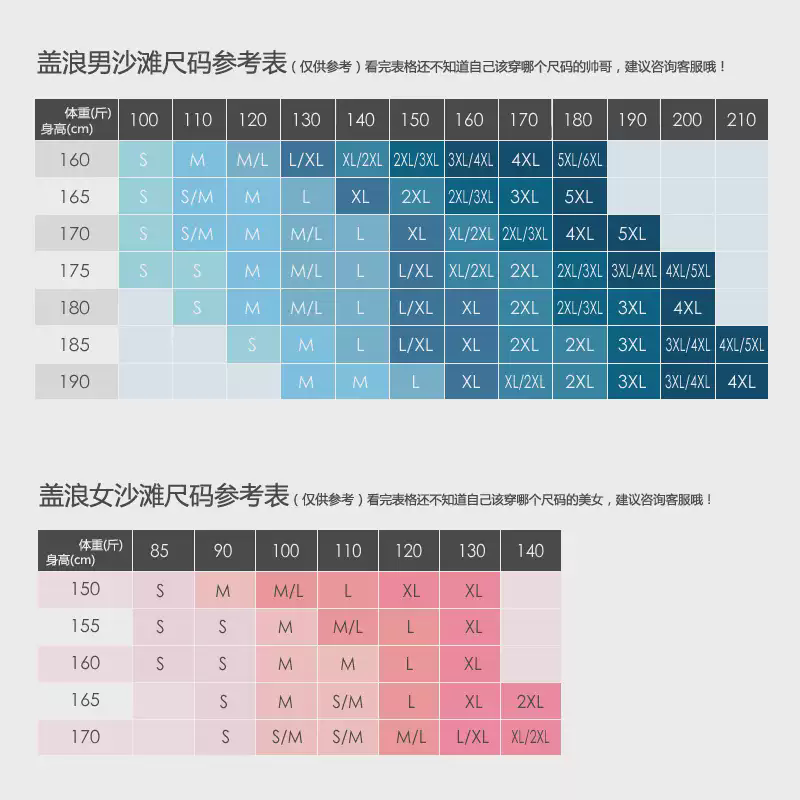 盖浪男沙滩尺码参考表（仅供参考）看完表格还不知道自己该穿哪个尺码的帅哥，建议咨询客服哦！
体重(斤) 100 110 120 130 140 150 160 170 180 190 200 210
身高(cm)
160 S M M/L L/XL XL/2XL 2XL/3XL 3XL/4XL 4XL 5XL/6XL
165 S S/M M L XL 2XL 2XL/3XL 3XL 5XL
170 S S/M M M/L L XL XL/2XL 2XL/3XL 4XL 5XL
175 S S M M/L L L/XL XL/2XL 2XL 2XL/3XL 3XL/4XL 4XL/5XL
180 S M M/L L L/XL XL 2XL 2XL/3XL 3XL 4XL
185 S M L L/XL XL 2XL 2XL 3XL 3XL/4XL 4XL/5XL
190 M M L XL XL/2XL 2XL 3XL 3XL/4XL 4XL
盖浪女沙滩尺码参考表（仅供参考）看完表格还不知道自己该穿哪个尺码的美女，建议咨询客服哦！
体重(斤) 85 90 100 110 120 130 140
身高(cm)
150 S M M/L L XL XL
155 S S M M/L L XL
160 S S M M L XL
165 S M S/M L XL 2XL
170 S S/M S/M M/L L/XL XL/2XL